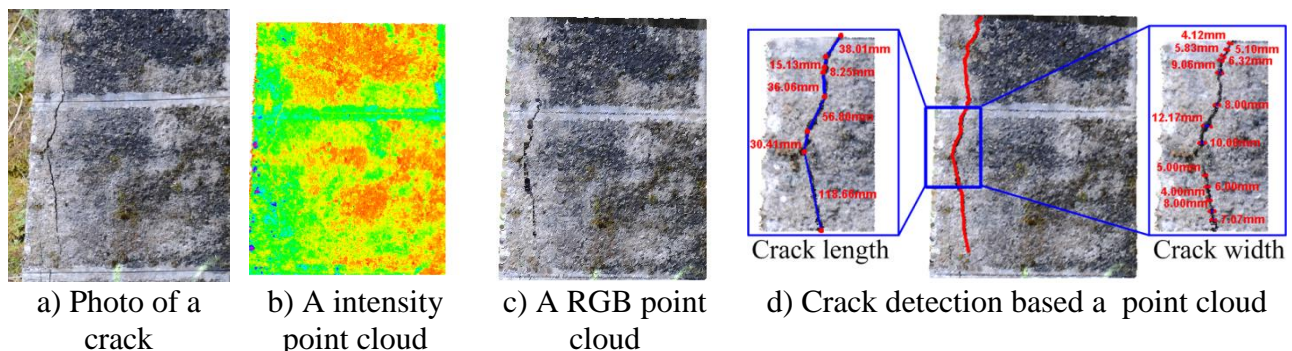 38.01mm
15.13mm
8.25mm
36.06mm
56.80mm
30.41mm
118.60mm
Crack length
4.12mm
5.83mm 5.10mm
6.32mm
9.06mm
8.00mm
12.17mm
10.00mm
5.00mm
6.00mm
4.00mm
8.00mm
7.07mm
Crack width
a) Photo of a
crack
b) A intensity
point cloud
c) A RGB point
cloud
d) Crack detection based a point cloud